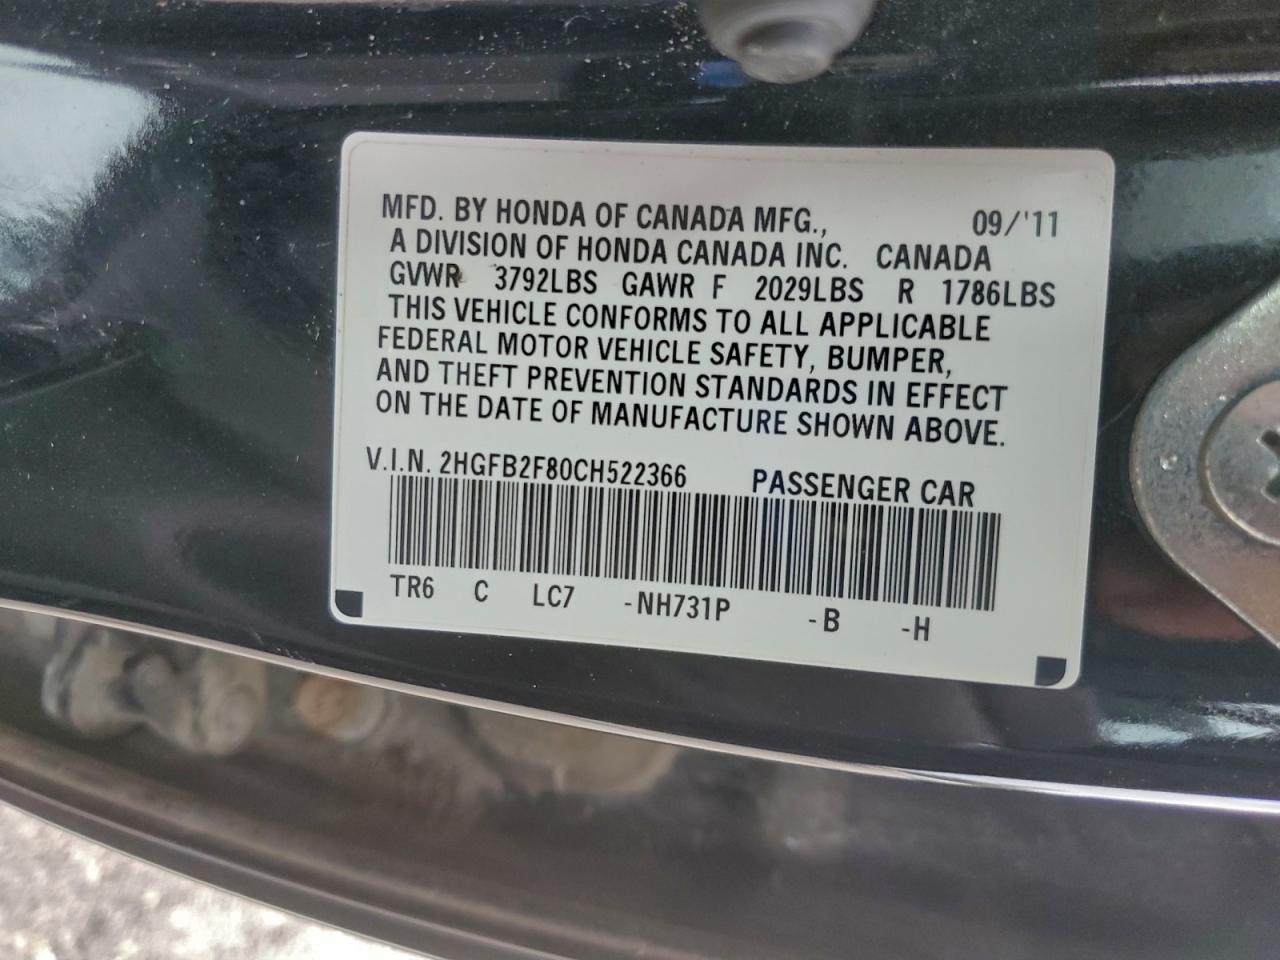 MFD. BY HONDA OF CANADA MFG., 09/'11
A DIVISION OF HONDA CANADA INC. CANADA
GVWR 3792LBS GAWR F 2029LBS R 1786LBS
THIS VEHICLE CONFORMS TO ALL APPLICABLE
FEDERAL MOTOR VEHICLE SAFETY, BUMPER,
AND THEFT PREVENTION STANDARDS IN EFFECT
ON THE DATE OF MANUFACTURE SHOWN ABOVE.
V.I.N. 2HGFB2F80CH522366 PASSENGER CAR
TR6 C LC7 -NH731P -B -H